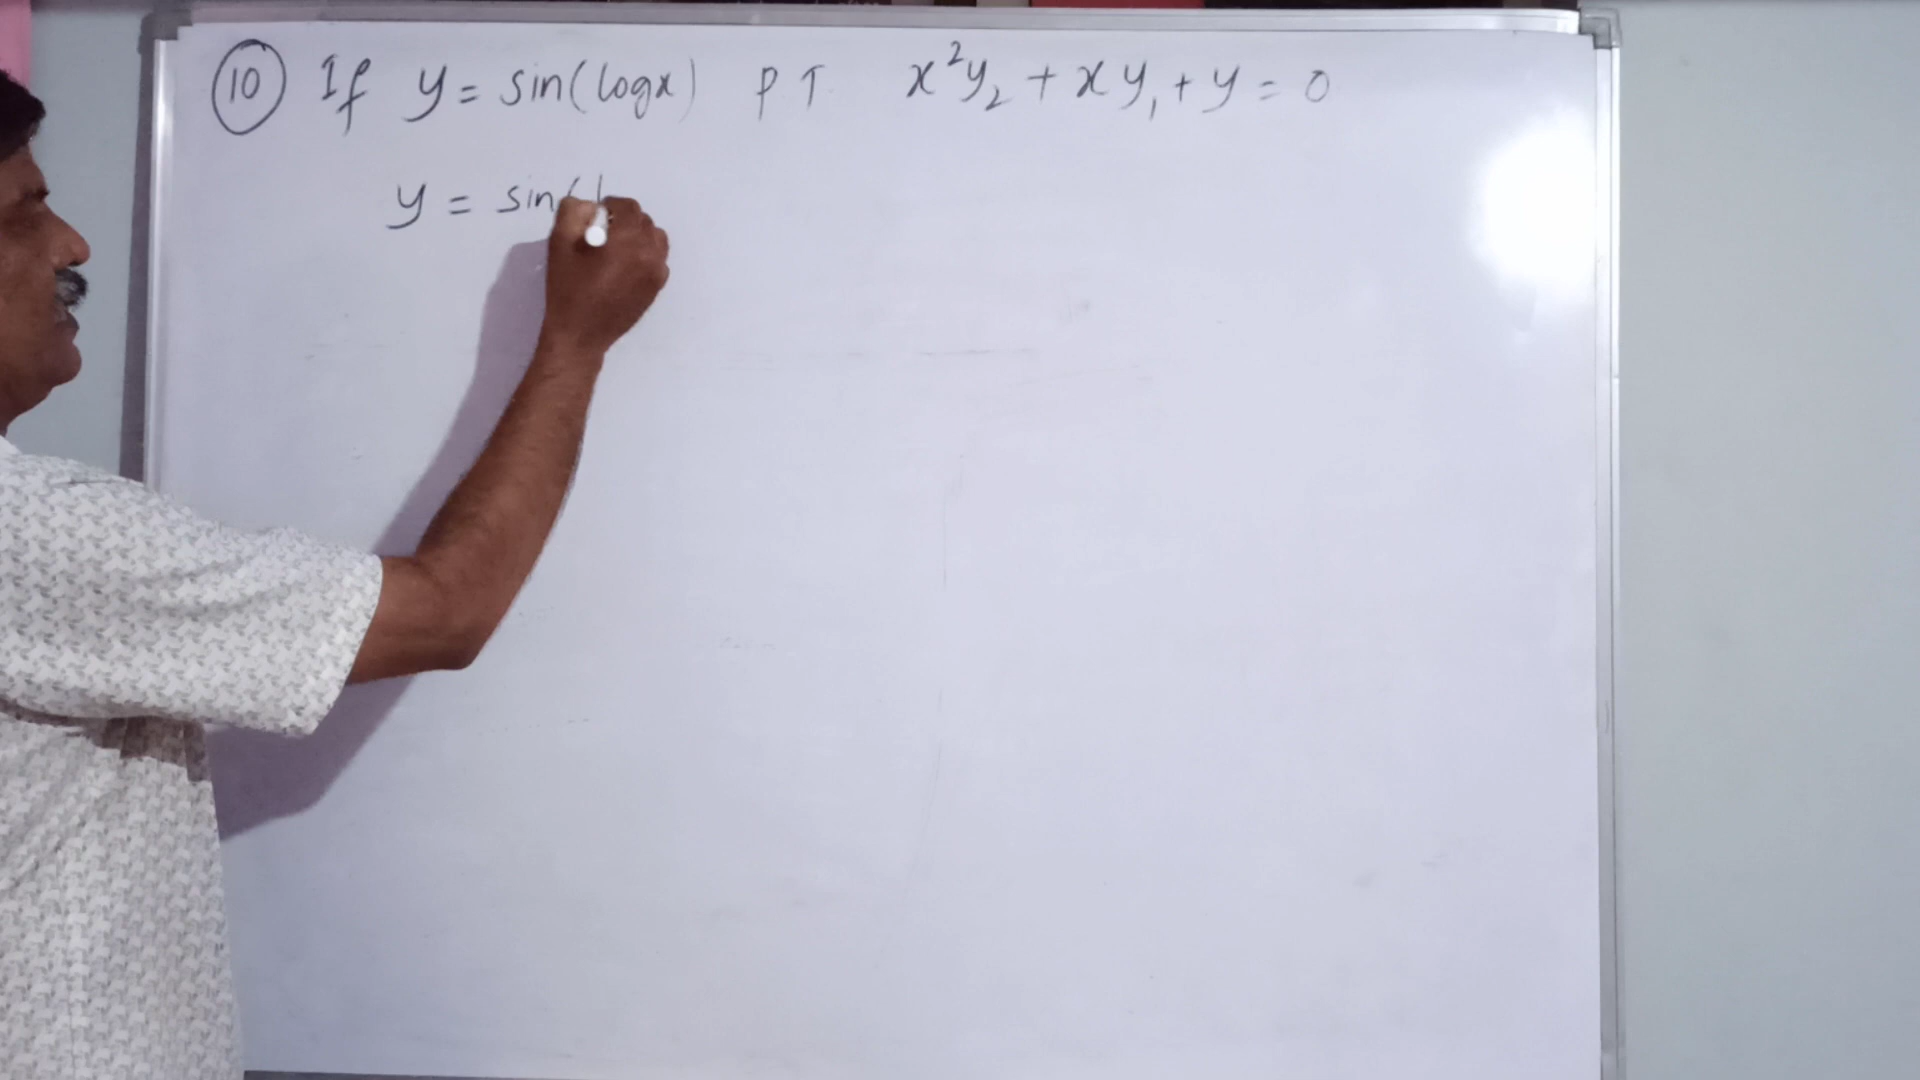 10 If y = sin(logx) P T x²y₂ + xy₁ + y = 0
y = sin(l